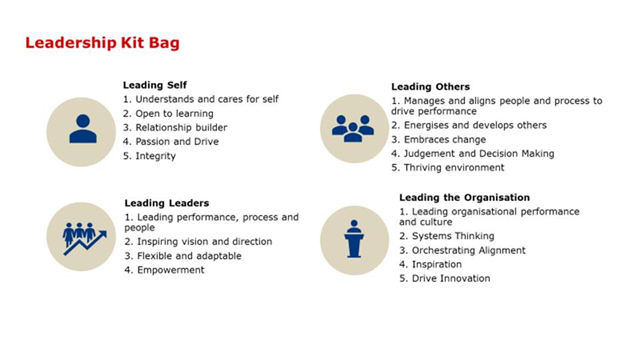 Leadership Kit Bag
Leading Self
1. Understands and cares for self
2. Open to learning
3. Relationship builder
4. Passion and Drive
5. Integrity
Leading Others
1. Manages and aligns people and process to
drive performance
2. Energises and develops others
3. Embraces change
4. Judgement and Decision Making
5. Thriving environment
Leading Leaders
1. Leading performance, process and
people
2. Inspiring vision and direction
3. Flexible and adaptable
4. Empowerment
Leading the Organisation
1. Leading organisational performance
and culture
2. Systems Thinking
3. Orchestrating Alignment
4. Inspiration
5. Drive Innovation